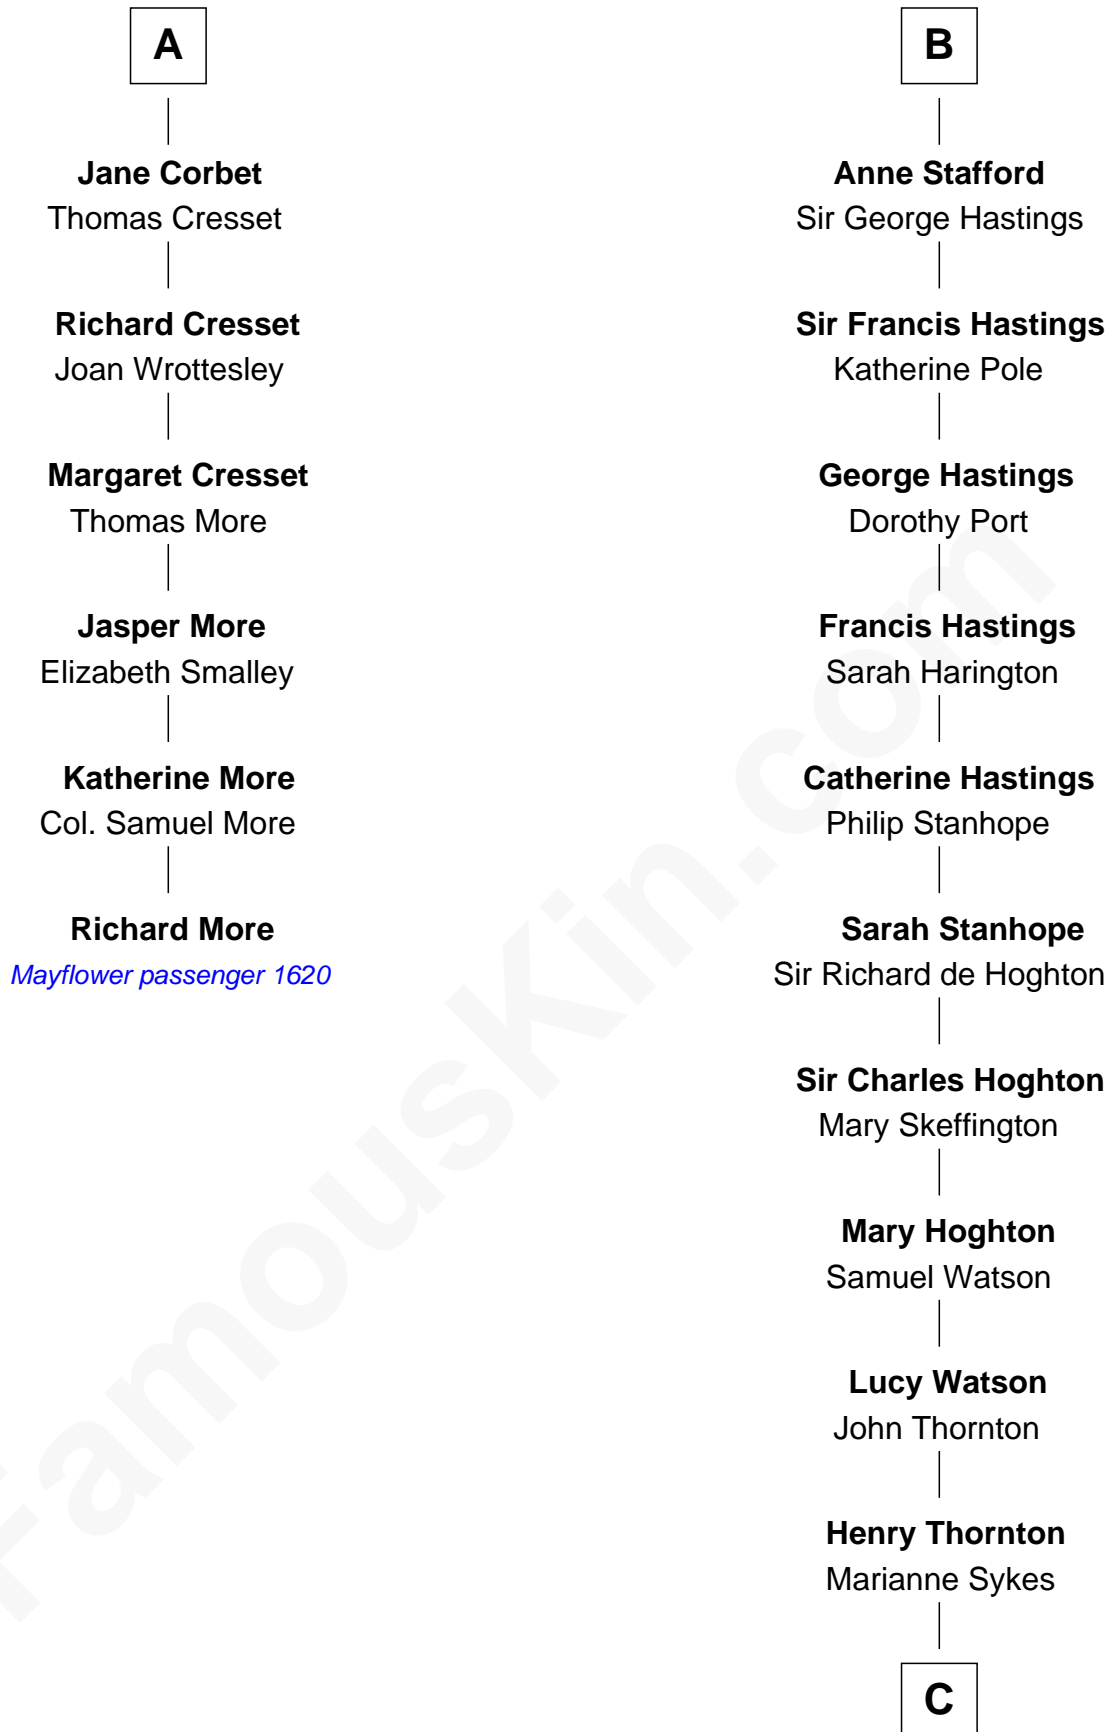 A
Jane Corbet
Thomas Cresset
Richard Cresset
Joan Wrottesley
Margaret Cresset
Thomas More
Jasper More
Elizabeth Smalley
Katherine More
Col. Samuel More
Richard More
Mayflower passenger 1620
B
Anne Stafford
Sir George Hastings
Sir Francis Hastings
Katherine Pole
George Hastings
Dorothy Port
Francis Hastings
Sarah Harington
Catherine Hastings
Philip Stanhope
Sarah Stanhope
Sir Richard de Hoghton
Sir Charles Hoghton
Mary Skeffington
Mary Hoghton
Samuel Watson
Lucy Watson
John Thornton
Henry Thornton
Marianne Sykes
C
FamousKin.com